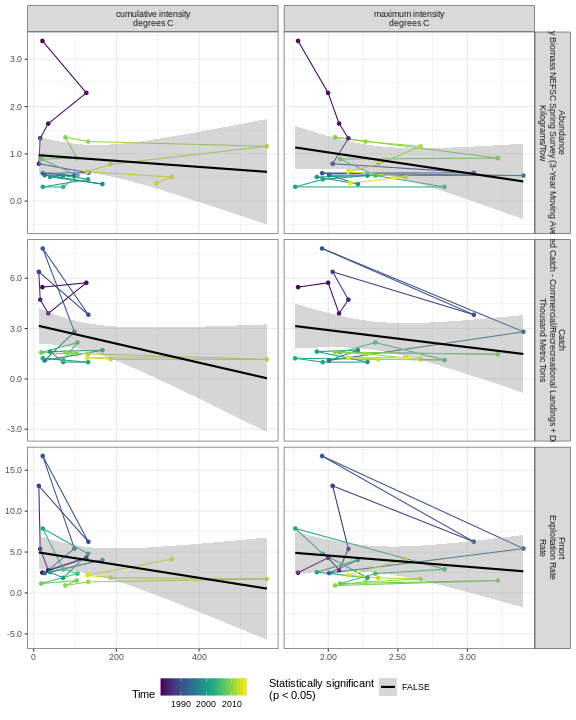 cumulative intensity
degrees C
maximum intensity
degrees C
3.0
2.0
1.0
0.0
Abundance
Biomass NEFSC Spring Survey (3-Year Moving
Kilograms/tow
6.0
3.0
0.0
-3.0
Catch
Catch - Commercial/Recreational Landings +
Thousand Metric Tons
15.0
10.0
5.0
0.0
-5.0
Fmort
Exploitation Rate
Rate
0
200
400
2.00
2.50
3.00
Time
1990
2000
2010
Statistically significant
(p < 0.05)
FALSE